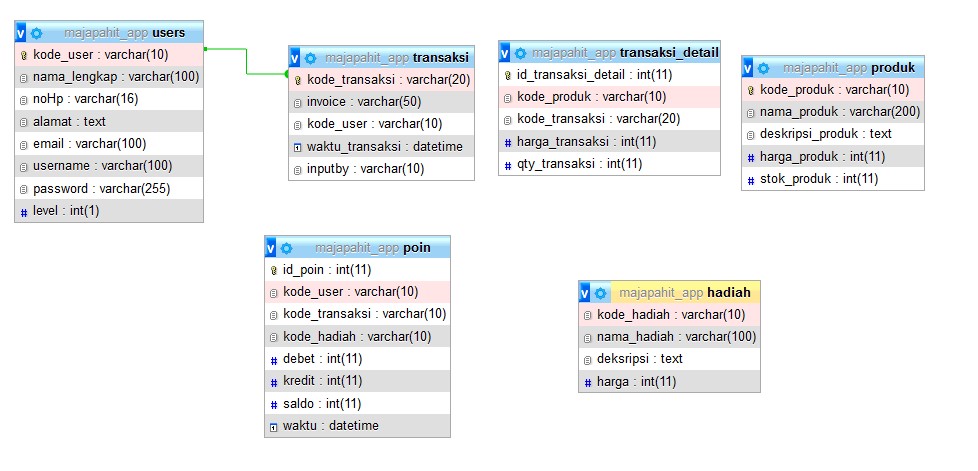 majapahit_app users
kode_user : varchar(10)
nama_lengkap : varchar(100)
noHp : varchar(16)
alamat : text
email : varchar(100)
username : varchar(100)
password : varchar(255)
level : int(1)
majapahit_app transaksi
kode_transaksi : varchar(20)
invoice : varchar(50)
kode_user : varchar(10)
waktu_transaksi : datetime
inputby : varchar(10)
majapahit_app transaksi_detail
id_transaksi_detail : int(11)
kode_produk : varchar(10)
kode_transaksi : varchar(20)
harga_transaksi : int(11)
qty_transaksi : int(11)
majapahit_app produk
kode_produk : varchar(10)
nama_produk : varchar(200)
deskripsi_produk : text
harga_produk : int(11)
stok_produk : int(11)
majapahit_app poin
id_poin : int(11)
kode_user : varchar(10)
kode_transaksi : varchar(10)
kode_hadiah : varchar(10)
debet : int(11)
kredit : int(11)
saldo : int(11)
waktu : datetime
majapahit_app hadiah
kode_hadiah : varchar(10)
nama_hadiah : varchar(100)
deksripsi : text
harga : int(11)